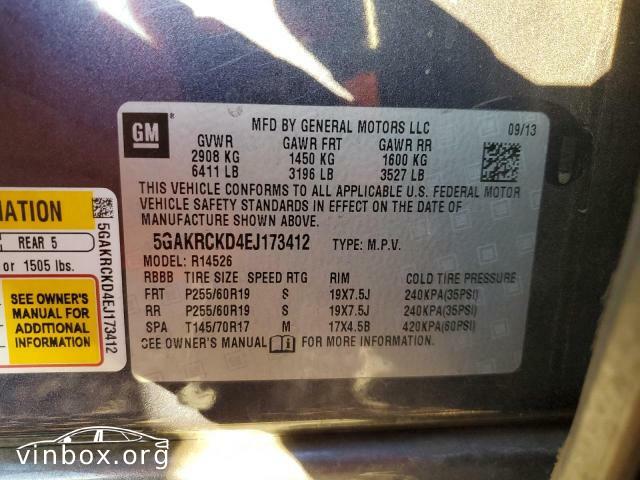 GM
MFD BY GENERAL MOTORS LLC 09/13
GVWR GAWR FRT GAWR RR
2908 KG 1450 KG 1600 KG
6411 LB 3196 LB 3527 LB
THIS VEHICLE CONFORMS TO ALL APPLICABLE U.S. FEDERAL MOTOR
VEHICLE SAFETY STANDARDS IN EFFECT ON THE DATE OF
MANUFACTURE SHOWN ABOVE.
5GAKRCKD4EJ173412 TYPE: M.P.V.
MODEL: R14526
RBBB TIRE SIZE SPEED RTG RIM COLD TIRE PRESSURE
FRT P255/60R19 S 19X7.5J 240KPA(35PSI)
RR P255/60R19 S 19X7.5J 240KPA(35PSI)
SPA T145/70R17 M 17X4.5B 420KPA(60PSI)
SEE OWNER'S MANUAL FOR MORE INFORMATION
MATION
REAR 5
or 1505 lbs.
SEE OWNER'S
MANUAL FOR
ADDITIONAL
INFORMATION
5GAKRCKD4EJ173412
vinbox.org